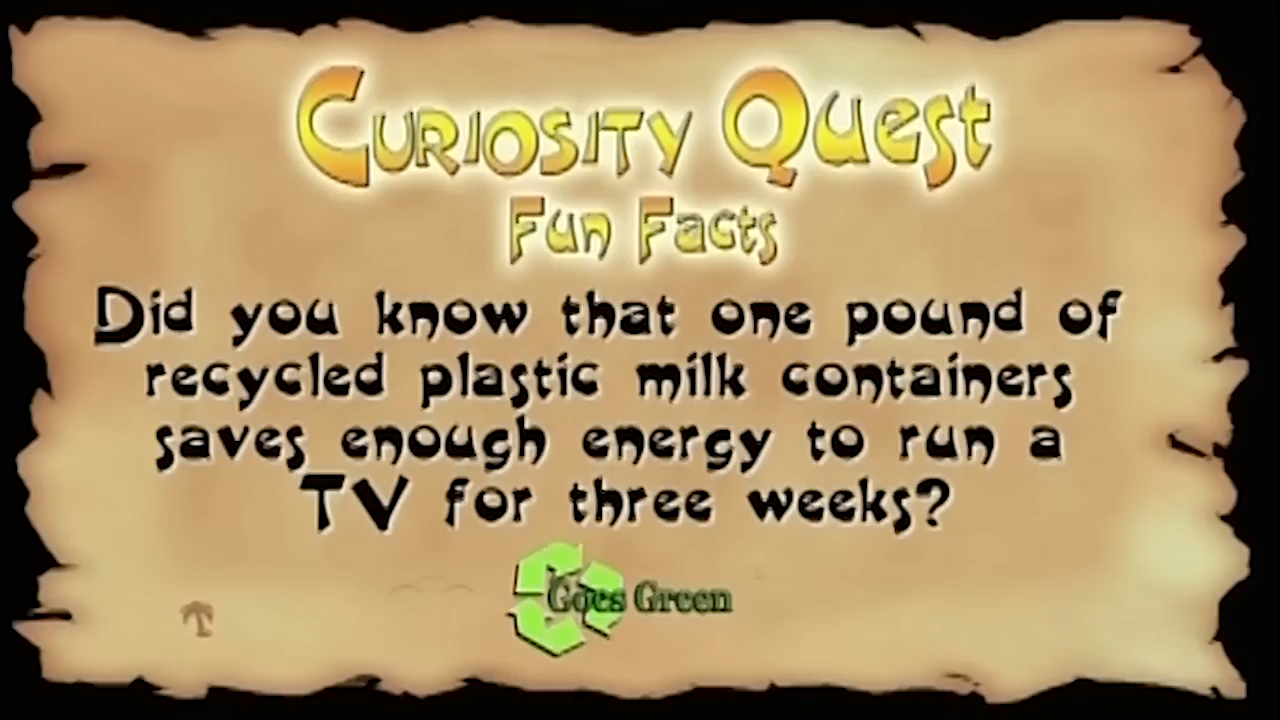 Curiosity Quest
Fun Facts
Did you know that one pound of
recycled plastic milk containers
saves enough energy to run a
TV for three weeks?
Goes Green